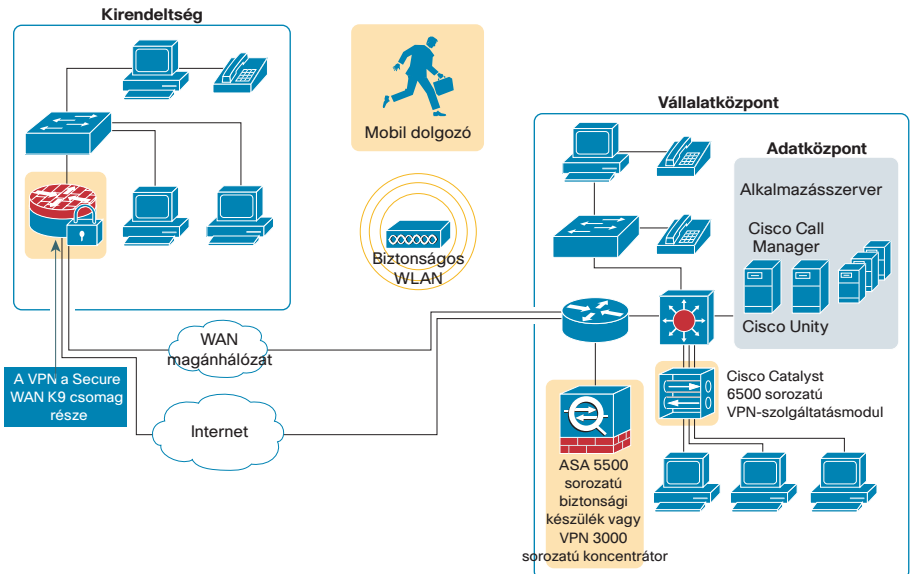 Kirendeltség
Mobil dolgozó
Biztonságos
WLAN
WAN
magánhálózat
A VPN a Secure
WAN K9 csomag
része
Internet
Vállalatközpont
Adatközpont
Alkalmazásszerver
Cisco Call
Manager
Cisco Unity
Cisco Catalyst
6500 sorozatú
VPN-szolgáltatásmodul
ASA 5500
sorozatú
biztonsági
készülék vagy
VPN 3000
sorozatú koncentrátor